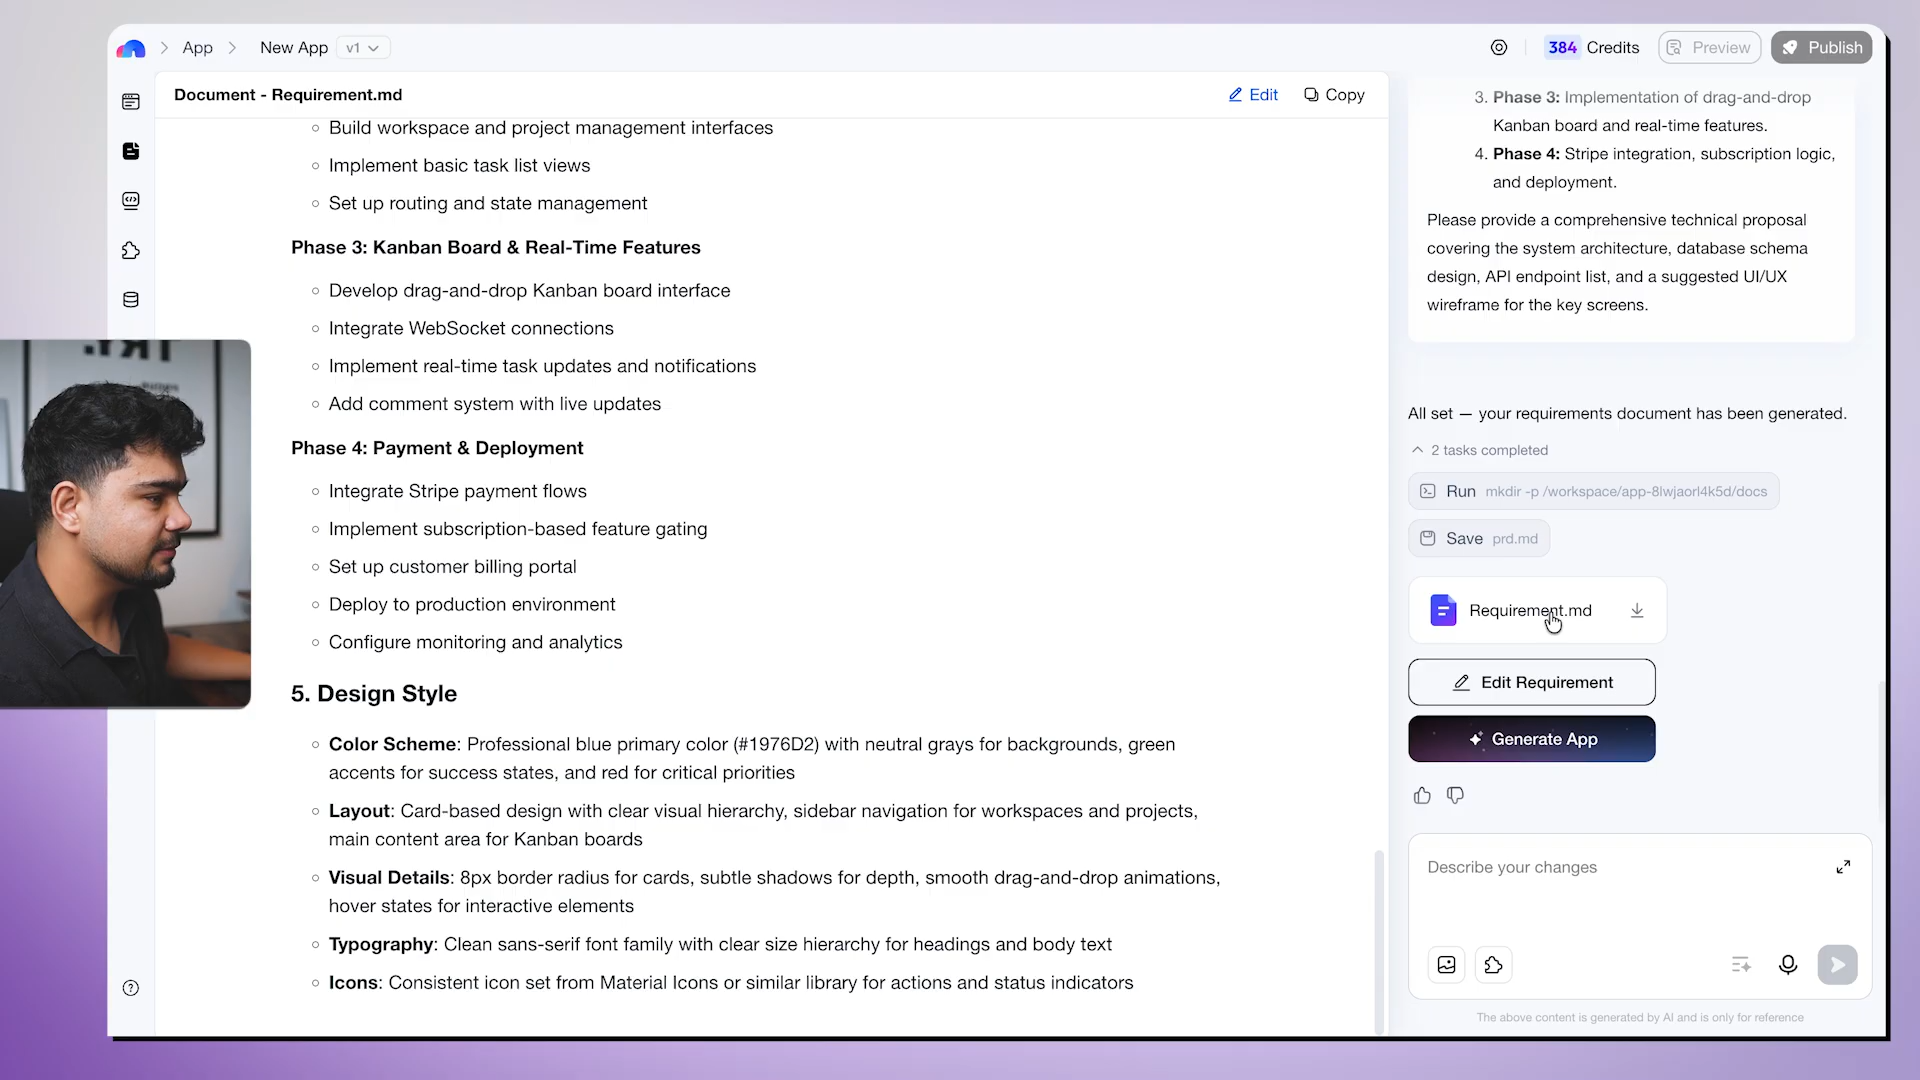 App
New App
v1
384 Credits
Preview
Publish
Document - Requirement.md
Edit
Copy
Build workspace and project management interfaces
Implement basic task list views
Set up routing and state management
Phase 3: Kanban Board & Real-Time Features
Develop drag-and-drop Kanban board interface
Integrate WebSocket connections
Implement real-time task updates and notifications
Add comment system with live updates
Phase 4: Payment & Deployment
Integrate Stripe payment flows
Implement subscription-based feature gating
Set up customer billing portal
Deploy to production environment
Configure monitoring and analytics
5. Design Style
Color Scheme: Professional blue primary color (#1976D2) with neutral grays for backgrounds, green
accents for success states, and red for critical priorities
Layout: Card-based design with clear visual hierarchy, sidebar navigation for workspaces and projects,
main content area for Kanban boards
Visual Details: 8px border radius for cards, subtle shadows for depth, smooth drag-and-drop animations,
hover states for interactive elements
Typography: Clean sans-serif font family with clear size hierarchy for headings and body text
Icons: Consistent icon set from Material Icons or similar library for actions and status indicators
3. Phase 3: Implementation of drag-and-drop
Kanban board and real-time features.
4. Phase 4: Stripe integration, subscription logic,
and deployment.
Please provide a comprehensive technical proposal
covering the system architecture, database schema
design, API endpoint list, and a suggested UI/UX
wireframe for the key screens.
All set — your requirements document has been generated.
2 tasks completed
Run mkdir -p /workspace/app-8lwjaorl4k5d/docs
Save prd.md
Requirement.md
Edit Requirement
Generate App
Describe your changes
The above content is generated by AI and is only for reference